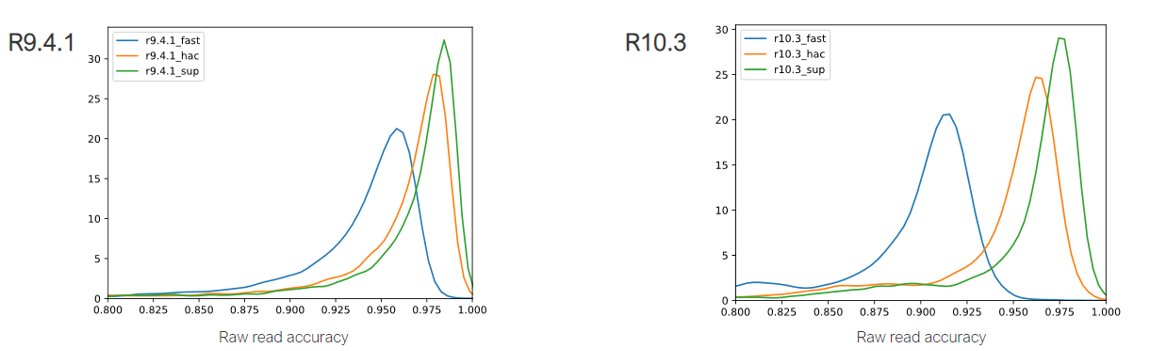 R9.4.1
r9.4.1_fast
r9.4.1_hac
r9.4.1_sup
30
25
20
15
10
5
0
0.800 0.825 0.850 0.875 0.900 0.925 0.950 0.975 1.000
Raw read accuracy
R10.3
r10.3_fast
r10.3_hac
r10.3_sup
30
25
20
15
10
5
0
0.800 0.825 0.850 0.875 0.900 0.925 0.950 0.975 1.000
Raw read accuracy